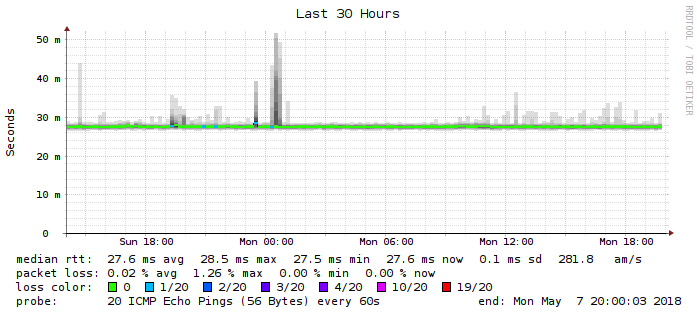 Last 30 Hours
RRDTOOL / TOBI OETIKER
Seconds
50 m
40 m
30 m
20 m
10 m
0
Sun 18:00 Mon 00:00 Mon 06:00 Mon 12:00 Mon 18:00
median rtt: 27.6 ms avg 28.5 ms max 27.5 ms min 27.6 ms now 0.1 ms sd 281.8 am/s
packet loss: 0.02 % avg 1.26 % max 0.00 % min 0.00 % now
loss color: 0 1/20 2/20 3/20 4/20 10/20 19/20
probe: 20 ICMP Echo Pings (56 Bytes) every 60s end: Mon May 7 20:00:03 2018